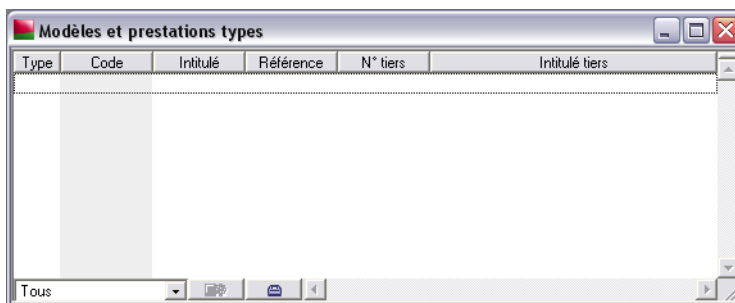 Modèles et prestations types
Type Code Intitulé Référence N° tiers Intitulé tiers
Tous